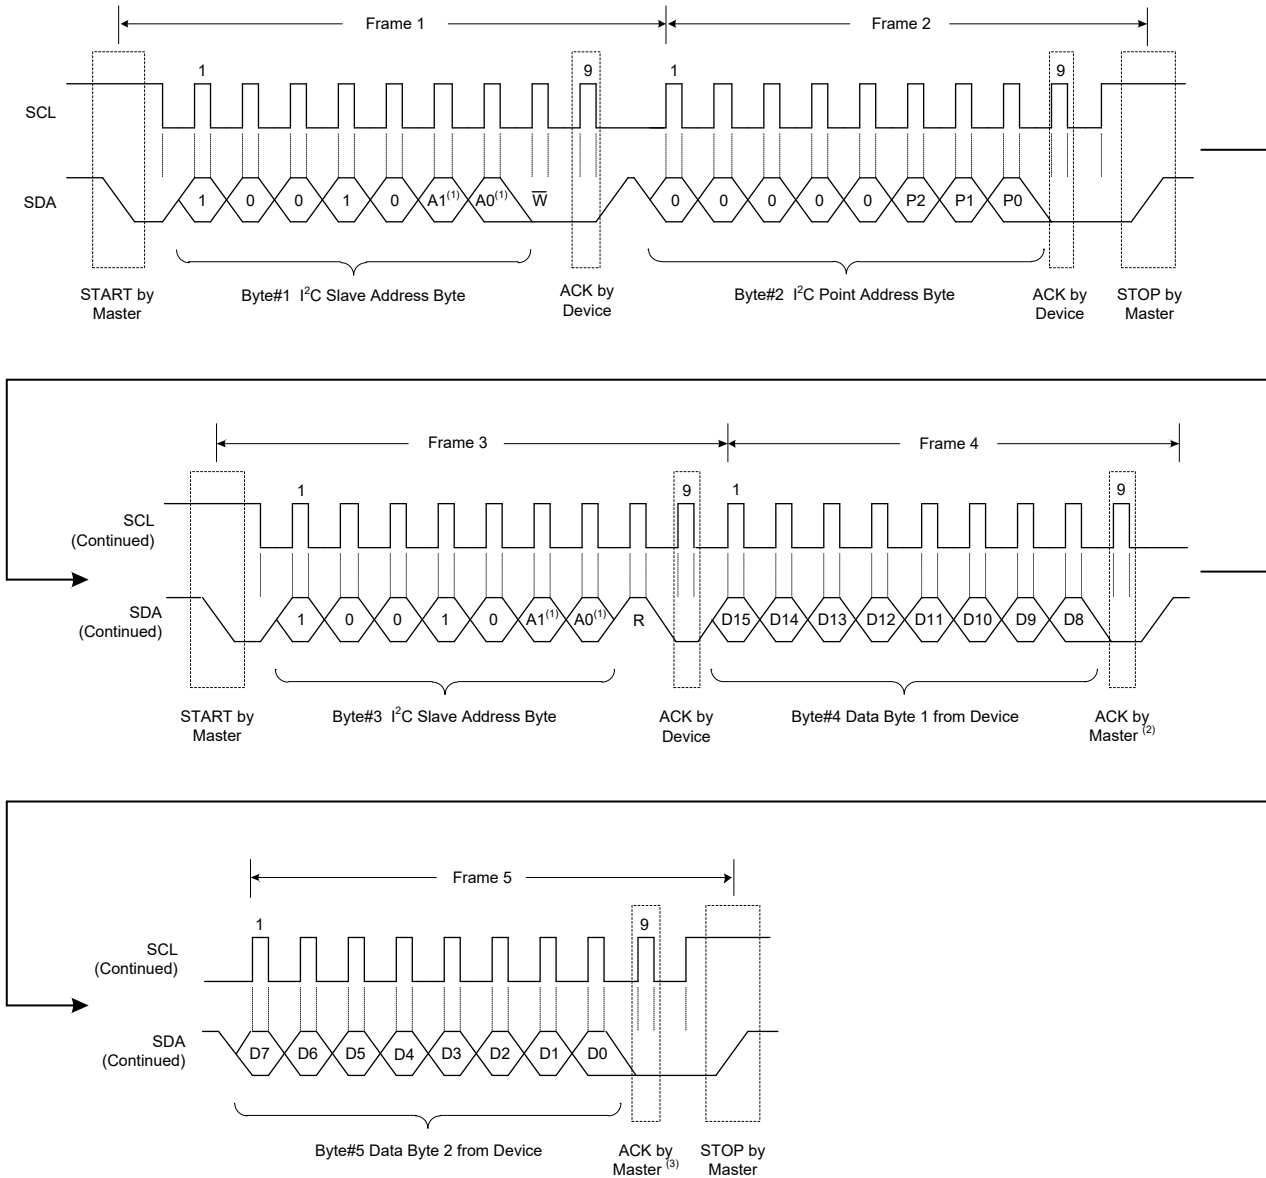 Frame 1 Frame 2
1 9 1 9
SCL
SDA 1 0 0 1 0 A1(1) A0(1) W̅ 0 0 0 0 0 P2 P1 P0
START by Master
Byte#1 I²C Slave Address Byte
ACK by Device
Byte#2 I²C Point Address Byte
ACK by Device
STOP by Master
Frame 3 Frame 4
1 9 1 9
SCL (Continued)
SDA (Continued) 1 0 0 1 0 A1(1) A0(1) R D15 D14 D13 D12 D11 D10 D9 D8
START by Master
Byte#3 I²C Slave Address Byte
ACK by Device
Byte#4 Data Byte 1 from Device
ACK by Master (2)
Frame 5
1 9
SCL (Continued)
SDA (Continued) D7 D6 D5 D4 D3 D2 D1 D0
Byte#5 Data Byte 2 from Device
ACK by Master (3)
STOP by Master